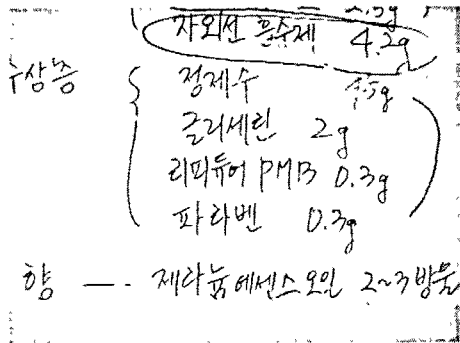 자외선 흡수제 4.2g
수상층 정제수 4.5g
글리세린 2g
리피듀어 PMB 0.3g
파라벤 0.3g
향 — 제라늄에센스오일 2~3방울